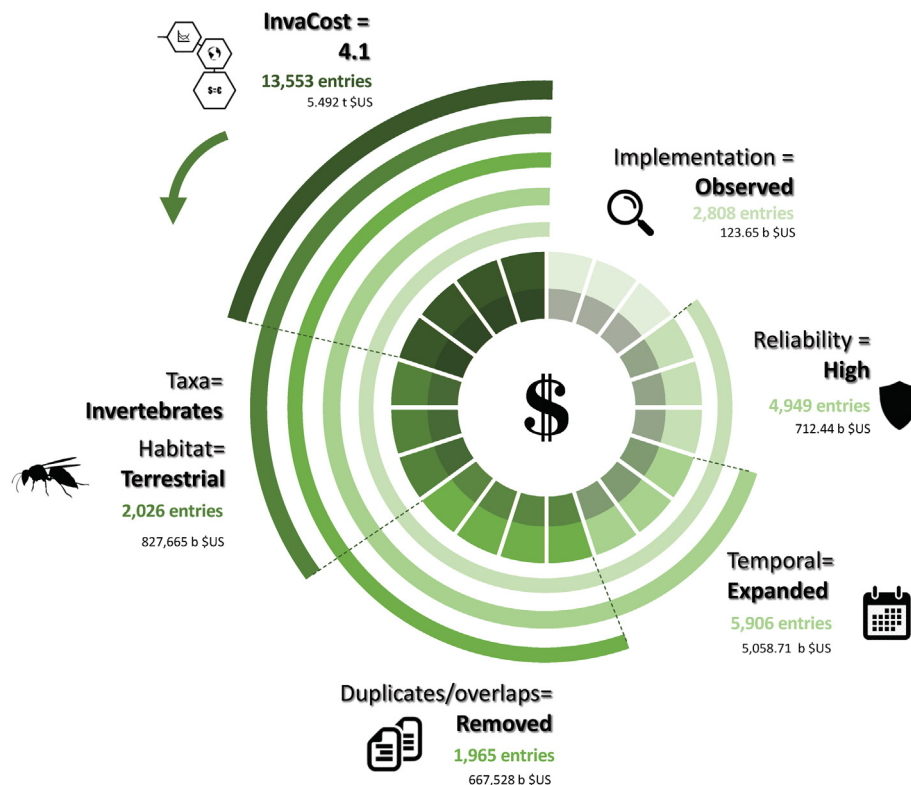 InvaCost =
4.1
13,553 entries
5.492 t $US
$=€
Taxa=
Invertebrates
Habitat=
Terrestrial
2,026 entries
827,665 b $US
Duplicates/overlaps=
Removed
1,965 entries
667,528 b $US
Temporal=
Expanded
5,906 entries
5,058.71 b $US
Reliability =
High
4,949 entries
712.44 b $US
Implementation =
Observed
2,808 entries
123.65 b $US
$